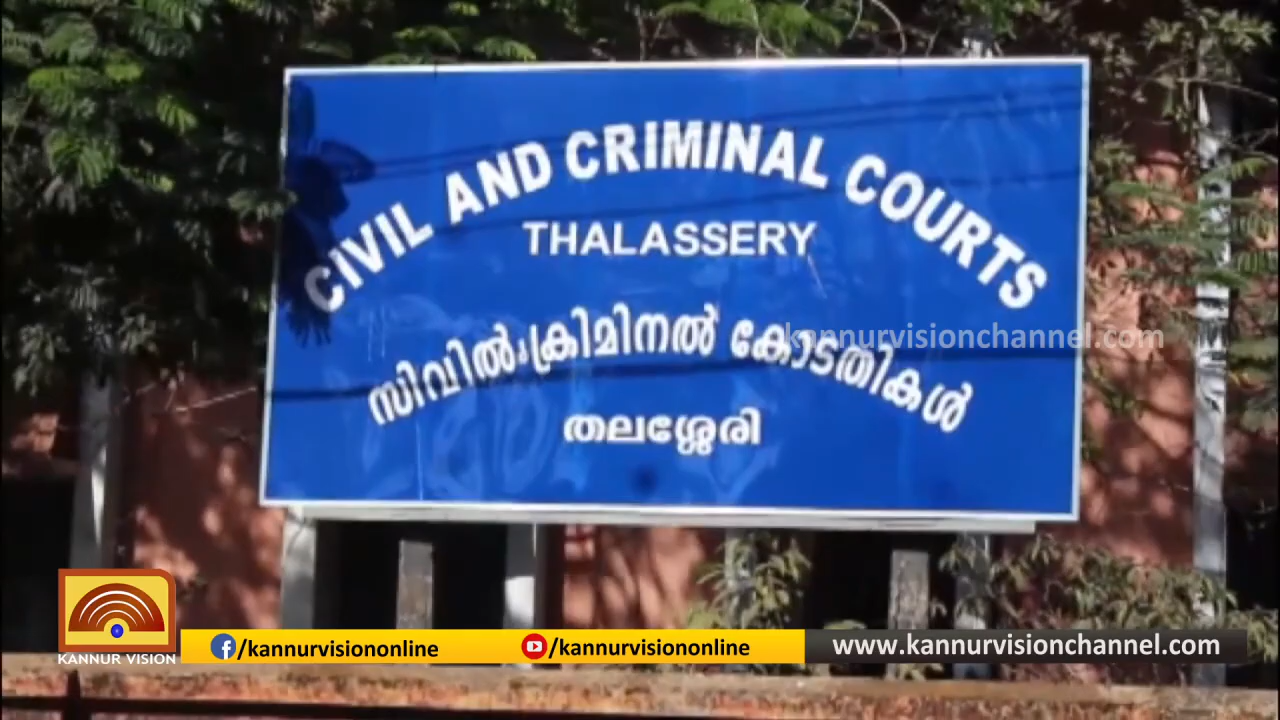 CIVIL AND CRIMINAL COURTS
THALASSERY
സിവിൽ&ക്രിമിനൽ കോടതികൾ
തലശ്ശേരി
kannurvisionchannel.com
KANNUR VISION
/kannurvisiononline
/kannurvisiononline
www.kannurvisionchannel.com